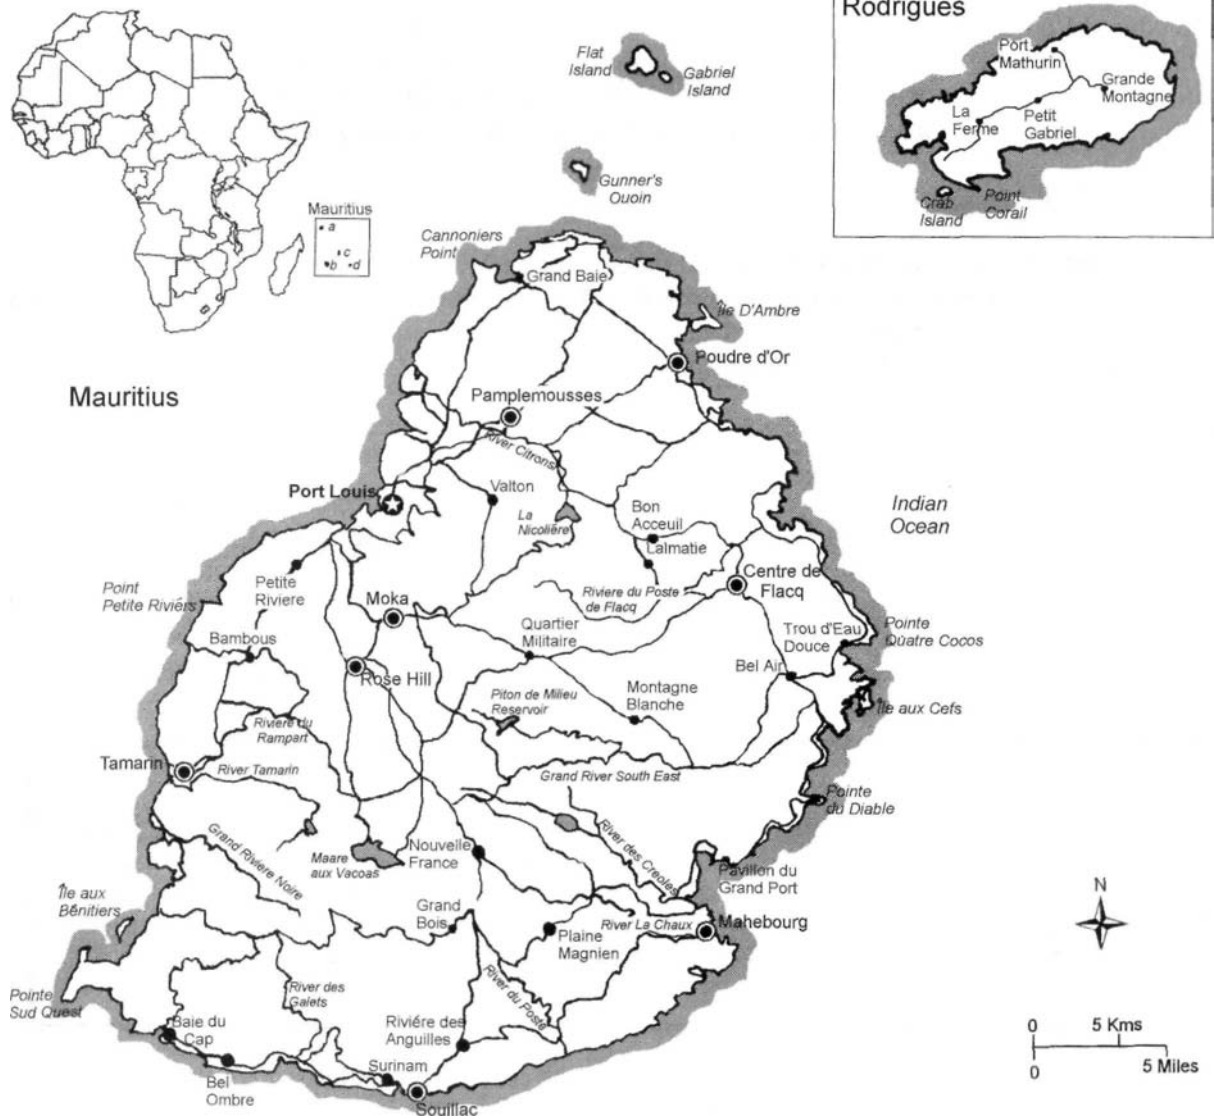 Rodrigues
Port
Mathurin
Grande
Montagne
La
Ferme
Petit
Gabriel
Crab
Island
Point
Corail
Flat
Island
Gabriel
Island
Gunner's
Ouoin
Mauritius
a
c
b
d
Cannoniers
Point
Grand Baie
Île D'Ambre
Poudre d'Or
Mauritius
Pamplemousses
River Citrons
Port Louis
Valton
La
Nicoliére
Bon
Acceuil
Lalmatie
Indian
Ocean
Point
Petite Riviérs
Petite
Riviere
Moka
Riviere du Poste
de Flacq
Centre de
Flacq
Bambous
Rose Hill
Quartier
Militaire
Trou d'Eau
Douce
Pointe
Quatre Cocos
Bel Air
Piton de Milieu
Reservoir
Montagne
Blanche
Île aux Cefs
Riviere du
Rampart
Tamarin
River Tamarin
Grand River South East
Pointe
du Diable
Grand Riviere Noire
Maare
aux Vacoas
Nouvelle
France
River des Creoles
Pavillon du
Grand Port
Île aux
Bénitiers
Grand
Bois
Plaine
Magnien
River La Chaux
Mahebourg
N
Pointe
Sud Quest
River des
Galets
River du Poste
Baie du
Cap
Riviére des
Anguilles
Bel
Ombre
Surinam
Souillac
0 5 Kms
0 5 Miles